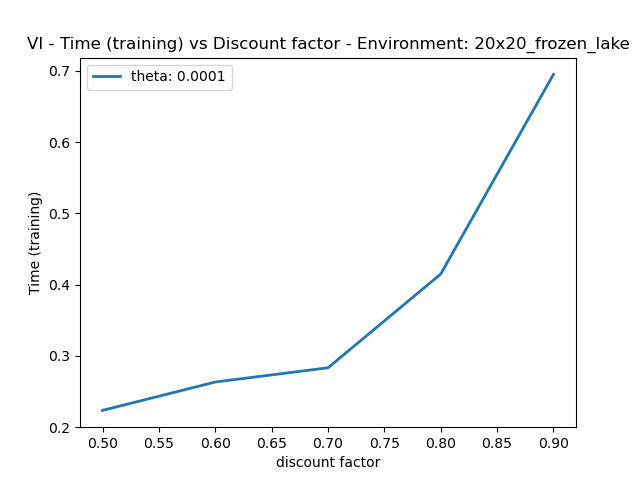 VI - Time (training) vs Discount factor - Environment: 20x20_frozen_lake
theta: 0.0001
Time (training)
0.7
0.6
0.5
0.4
0.3
0.2
0.50 0.55 0.60 0.65 0.70 0.75 0.80 0.85 0.90
discount factor